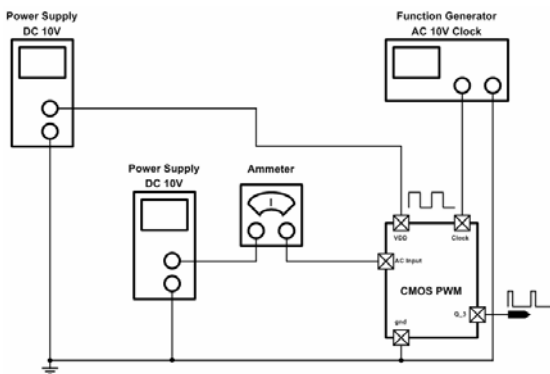 Power Supply
DC 10V
Function Generator
AC 10V Clock
Power Supply
DC 10V
Ammeter
I
VDD
Clock
AC Input
CMOS PWM
Q_1
gnd